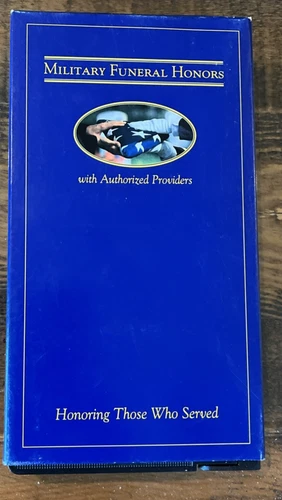 MILITARY FUNERAL HONORS
with Authorized Providers
Honoring Those Who Served